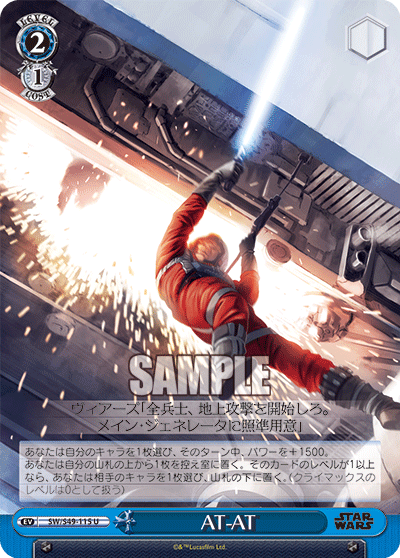 LEVEL
2
1
COST
SAMPLE
ヴィアーズ「全兵士、地上攻撃を開始しろ。
メイン・ジェネレータに照準用意」
あなたは自分のキャラを1枚選び、そのターン中、パワーを+1500。
あなたは自分の山札の上から1枚を控え室に置く。そのカードのレベルが1以上
なら、あなたは相手のキャラを1枚選び、山札の下に置く。(クライマックスの
レベルは0として扱う)
EV SW/S49-115 U
AT-AT
STAR WARS
©&™Lucasfilm Ltd.